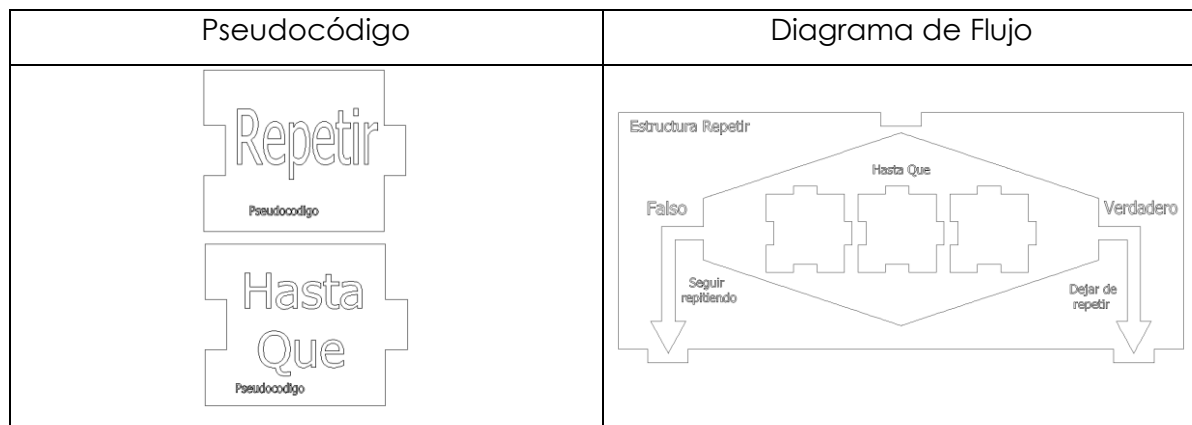 Pseudocódigo
Diagrama de Flujo
Repetir
Pseudocodigo
Hasta
Que
Pseudocodigo
Estructura Repetir
Hasta Que
Falso
Verdadero
Seguir
repitiendo
Dejar de
repetir